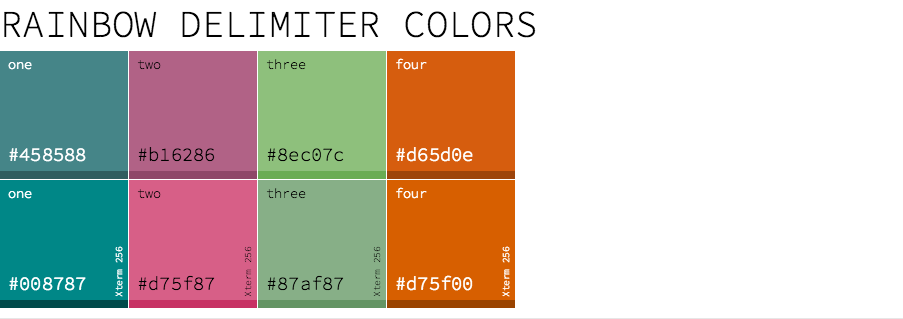 RAINBOW DELIMITER COLORS
one two three four
#458588 #b16286 #8ec07c #d65d0e
one two three four
Xterm 256 Xterm 256 Xterm 256 Xterm 256
#008787 #d75f87 #87af87 #d75f00